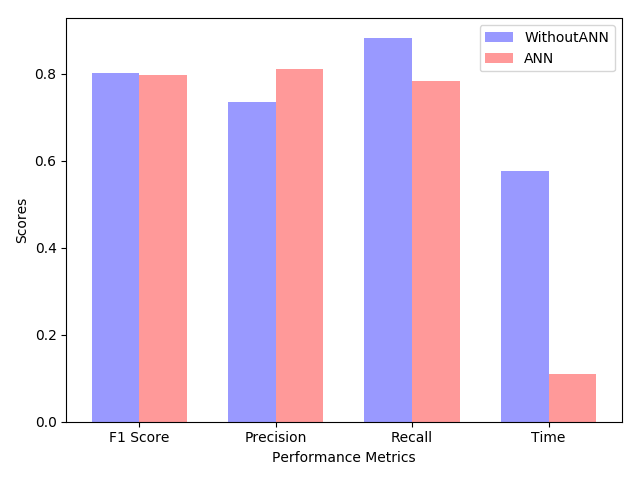 WithoutANN
ANN
Scores
0.8
0.6
0.4
0.2
0.0
F1 Score
Precision
Recall
Time
Performance Metrics